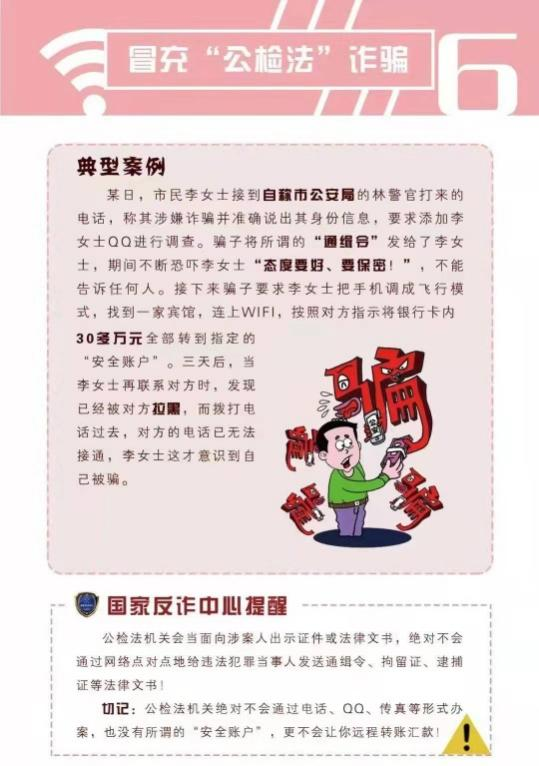 冒充“公检法”诈骗
6
典型案例
某日，市民李女士接到自称市公安局的林警官打来的
电话，称其涉嫌诈骗并准确说出其身份信息，要求添加李
女士QQ进行调查。骗子将所谓的“通缉令”发给了李女
士，期间不断恐吓李女士“态度要好、要保密！”，不能
告诉任何人。接下来骗子要求李女士把手机调成飞行模
式，找到一家宾馆，连上WIFI，按照对方指示将银行卡内
30多万元全部转到指定的
“安全账户”。三天后，当
李女士再联系对方时，发现
已经被对方拉黑，而拨打电
话过去，对方的电话已无法
接通，李女士这才意识到自
己被骗。
骗
骗
骗
骗
公安
国家反诈中心提醒
公检法机关会当面向涉案人出示证件或法律文书，绝对不会
通过网络点对点地给违法犯罪当事人发送通缉令、拘留证、逮捕
证等法律文书！
切记：公检法机关绝对不会通过电话、QQ、传真等形式办
案，也没有所谓的“安全账户”，更不会让你远程转账汇款！